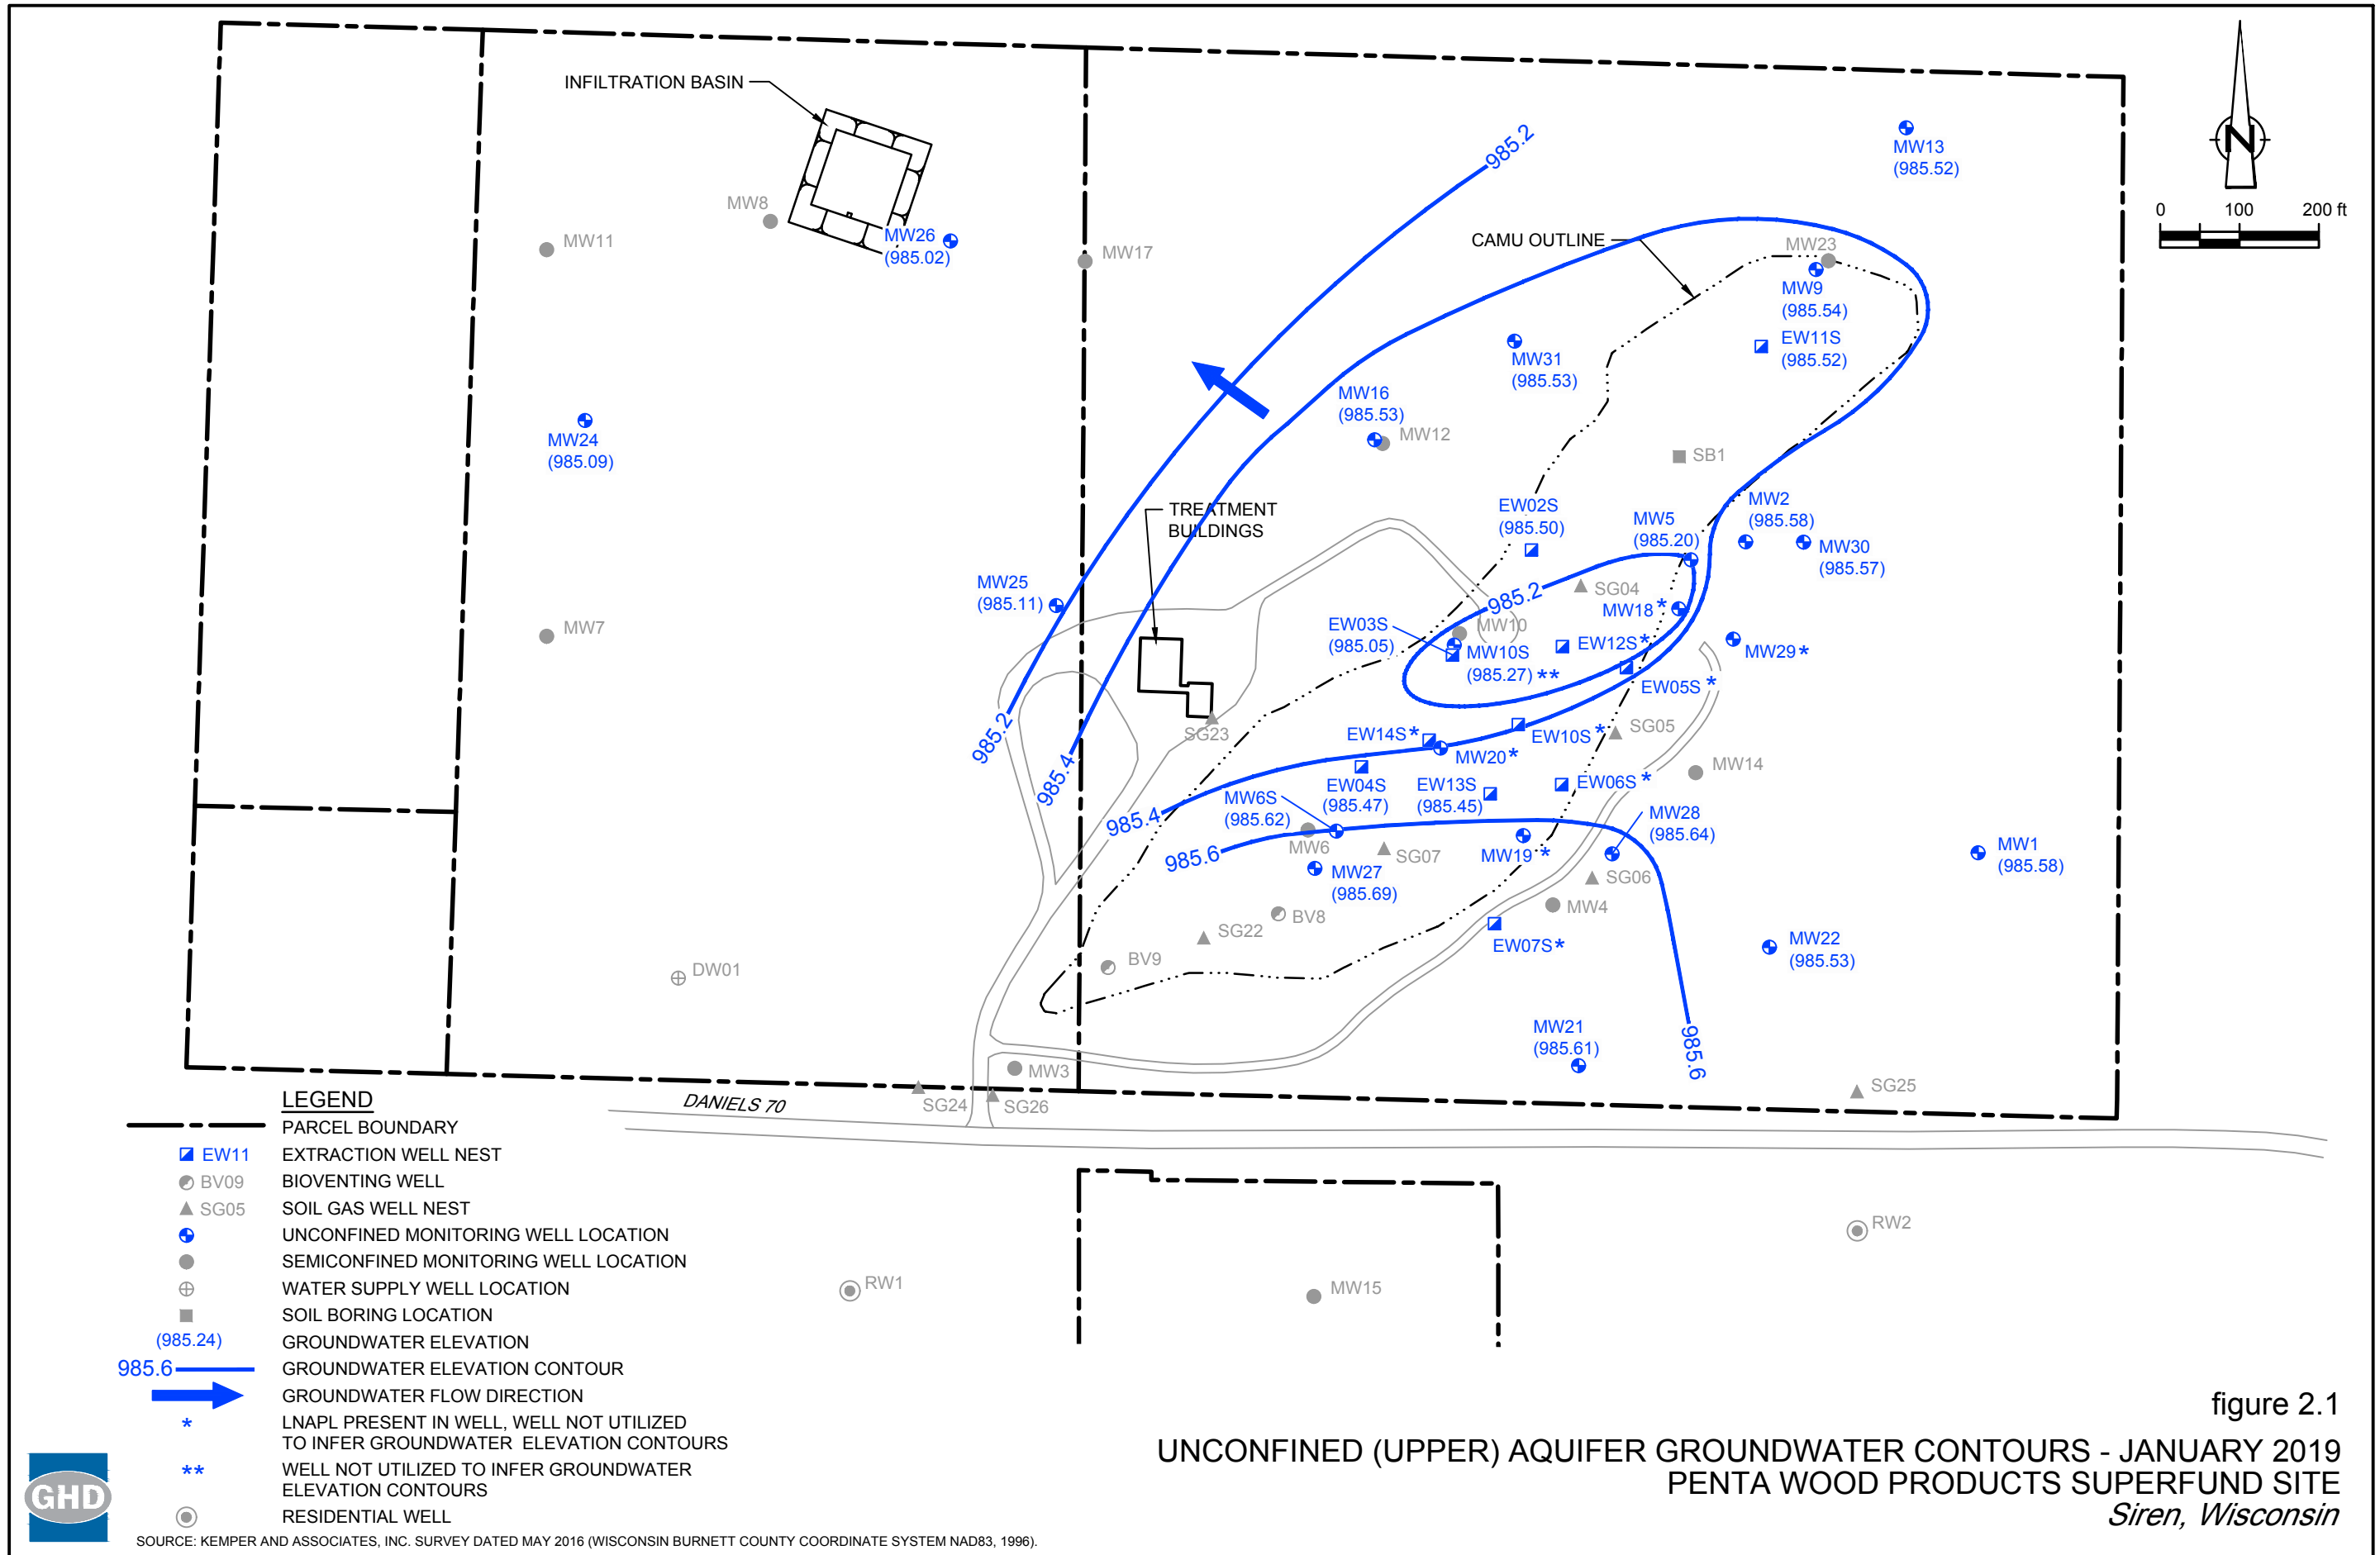 INFILTRATION BASIN
985.2
MW13
(985.52)
N
0 100 200 ft
MW8
MW11
MW26
(985.02)
MW17
CAMU OUTLINE
MW23
MW9
(985.54)
EW11S
(985.52)
MW31
(985.53)
MW16
(985.53)
MW12
MW24
(985.09)
SB1
TREATMENT
BUILDINGS
EW02S
(985.50)
MW5
(985.20)
MW2
(985.58)
MW30
(985.57)
MW25
(985.11)
985.2
SG04
MW18 *
MW7
EW03S
(985.05)
MW10
MW10S
(985.27) **
EW12S *
MW29 *
EW05S *
985.2
SG23
EW14S *
EW10S *
SG05
MW20 *
985.4
MW14
EW04S
(985.47)
EW13S
(985.45)
EW06S *
MW6S
(985.62)
985.4
MW28
(985.64)
MW6
985.6
SG07
MW19 *
MW1
(985.58)
MW27
(985.69)
SG06
BV8
MW4
SG22
EW07S *
MW22
(985.53)
BV9
DW01
MW21
(985.61)
985.6
MW3
SG24
SG26
SG25
DANIELS 70
RW2
RW1
MW15
LEGEND
PARCEL BOUNDARY
EW11 EXTRACTION WELL NEST
BV09 BIOVENTING WELL
SG05 SOIL GAS WELL NEST
UNCONFINED MONITORING WELL LOCATION
SEMICONFINED MONITORING WELL LOCATION
WATER SUPPLY WELL LOCATION
SOIL BORING LOCATION
(985.24) GROUNDWATER ELEVATION
985.6 GROUNDWATER ELEVATION CONTOUR
GROUNDWATER FLOW DIRECTION
* LNAPL PRESENT IN WELL, WELL NOT UTILIZED
TO INFER GROUNDWATER ELEVATION CONTOURS
** WELL NOT UTILIZED TO INFER GROUNDWATER
ELEVATION CONTOURS
RESIDENTIAL WELL
GHD
SOURCE: KEMPER AND ASSOCIATES, INC. SURVEY DATED MAY 2016 (WISCONSIN BURNETT COUNTY COORDINATE SYSTEM NAD83, 1996).
figure 2.1
UNCONFINED (UPPER) AQUIFER GROUNDWATER CONTOURS - JANUARY 2019
PENTA WOOD PRODUCTS SUPERFUND SITE
Siren, Wisconsin